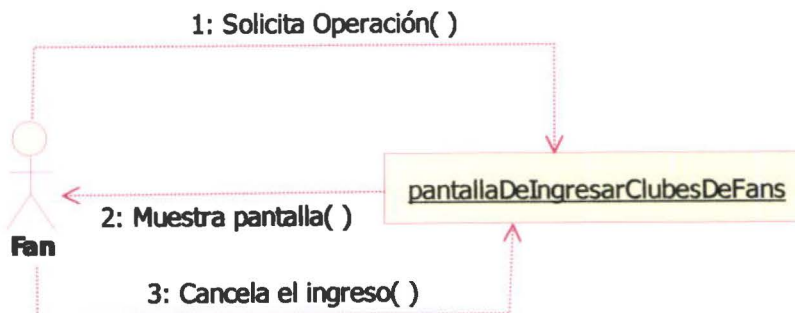 1: Solicita Operación( )
pantallaDeIngresarClubesDeFans
2: Muestra pantalla( )
Fan
3: Cancela el ingreso( )